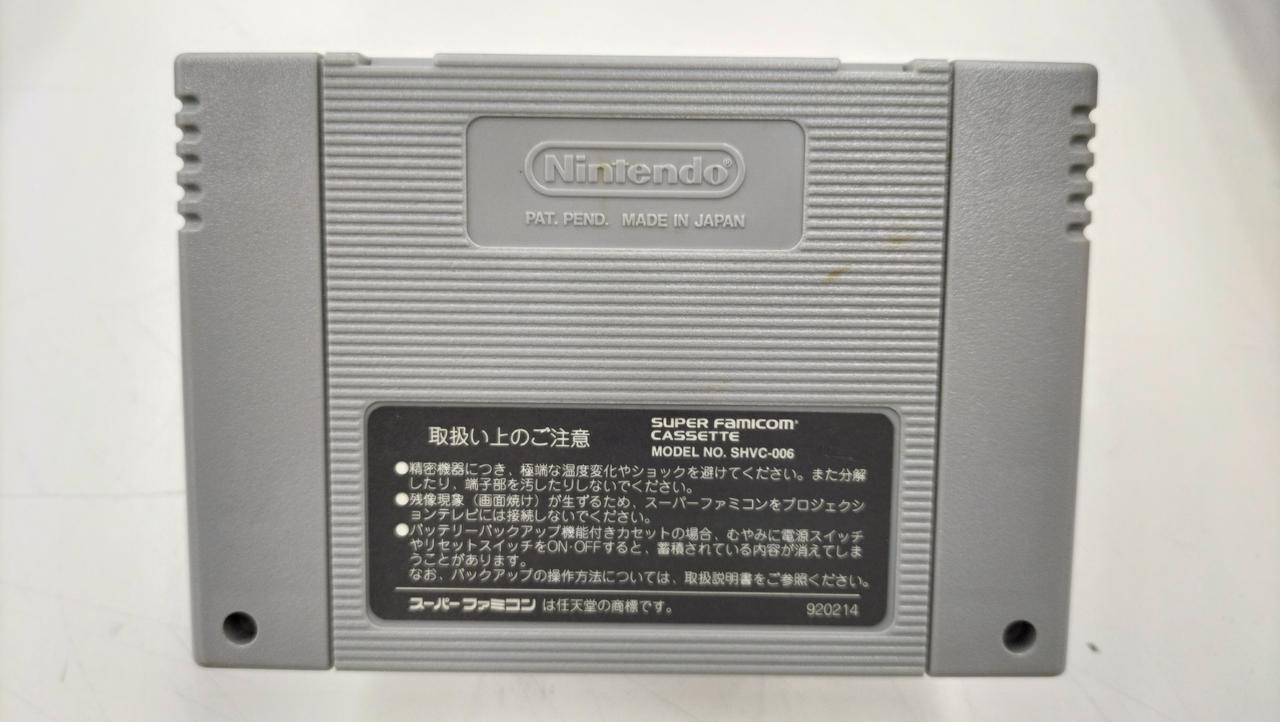 Nintendo®
PAT. PEND. MADE IN JAPAN
取扱い上のご注意
SUPER FAMICOM®
CASSETTE
MODEL NO. SHVC-006
●精密機器につき、極端な温度変化やショックを避けてください。また分解
したり、端子部を汚したりしないでください。
●残像現象（画面焼け）が生ずるため、スーパーファミコンをプロジェクシ
ョンテレビには接続しないでください。
●バッテリーバックアップ機能付きカセットの場合、むやみに電源スイッチ
やリセットスイッチをON·OFFすると、蓄積されている内容が消えてしま
うことがあります。
なお、バックアップの操作方法については、取扱説明書をご参照ください。
スーパーファミコン は任天堂の商標です。 920214